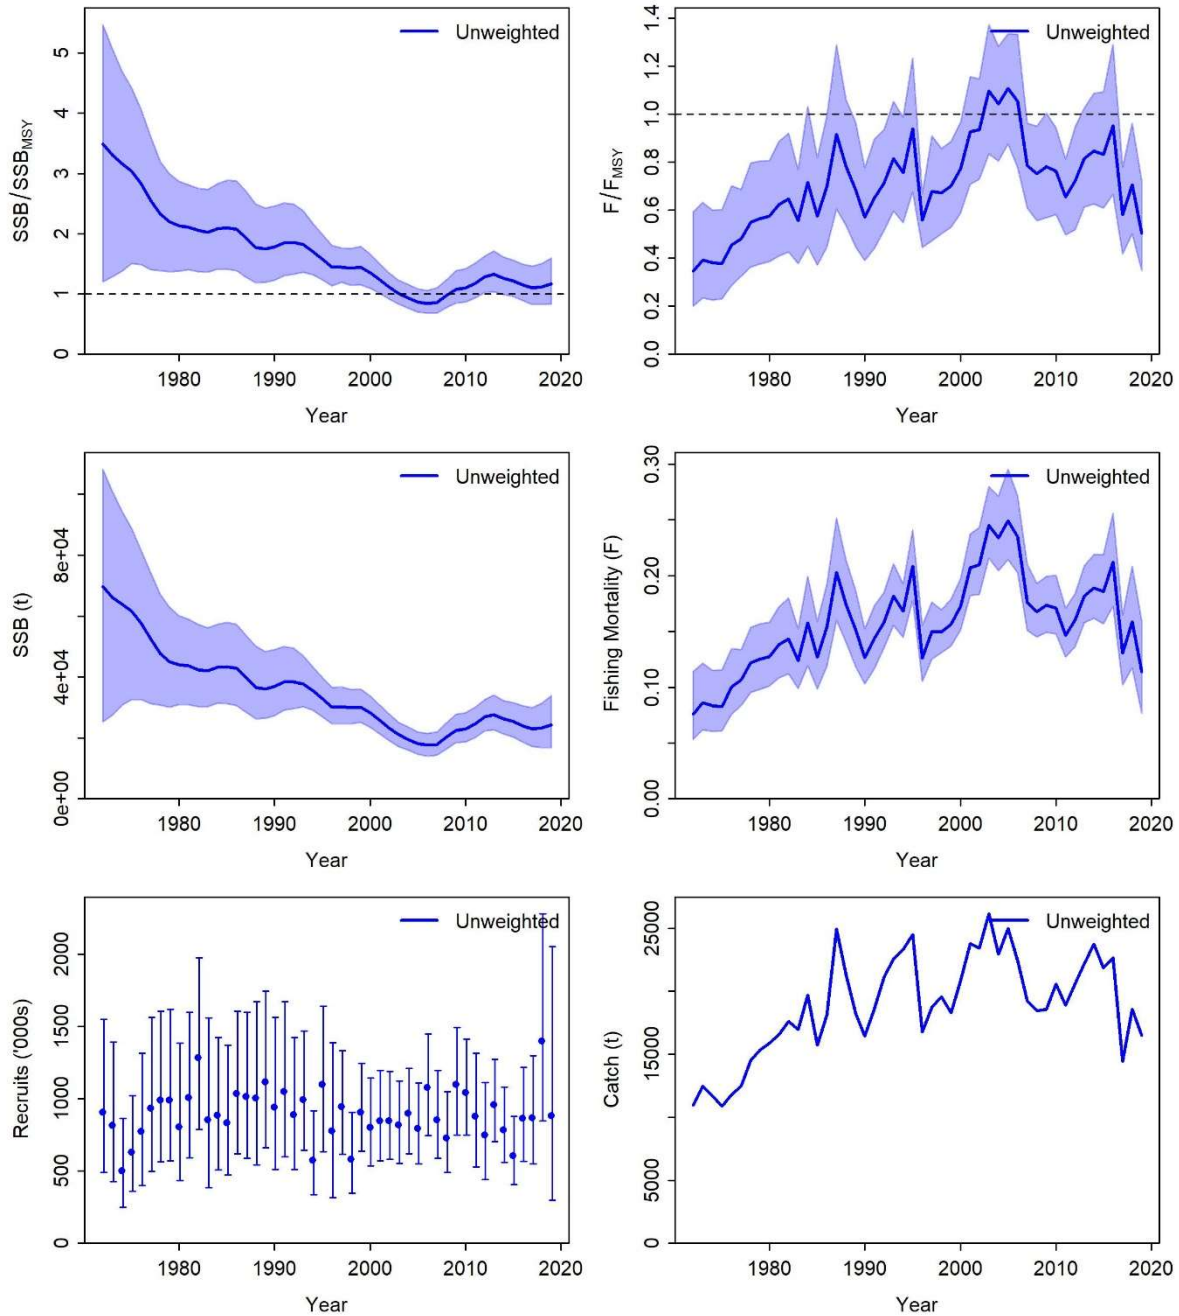 Unweighted
SSB/SSBMSY
5
4
3
2
1
0
1980 1990 2000 2010 2020
Year
Unweighted
F/FMSY
1.4
1.2
1.0
0.8
0.6
0.4
0.2
0.0
1980 1990 2000 2010 2020
Year
Unweighted
SSB (t)
8e+04
4e+04
0e+00
1980 1990 2000 2010 2020
Year
Unweighted
Fishing Mortality (F)
0.30
0.20
0.10
0.00
1980 1990 2000 2010 2020
Year
Unweighted
Recruits ('000s)
2000
1500
1000
500
0
1980 1990 2000 2010 2020
Year
Unweighted
Catch (t)
25000
15000
5000
0
1980 1990 2000 2010 2020
Year